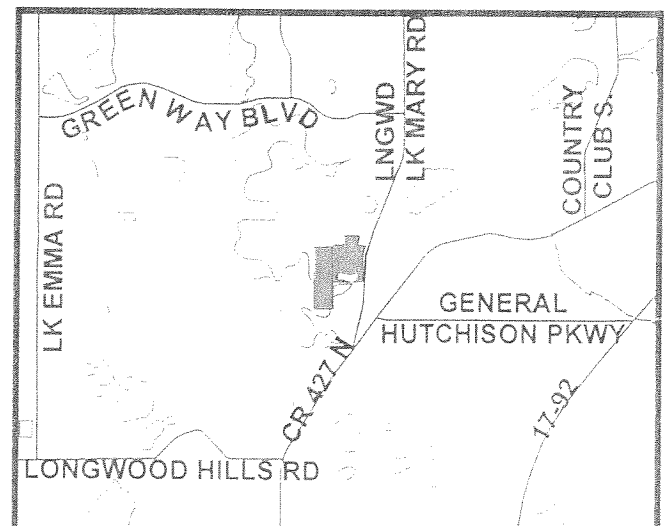 GREEN WAY BLVD
LNGWD
LK MARY RD
COUNTRY
CLUB S.
LK EMMA RD
GENERAL
HUTCHISON PKWY
CR 427 N
17-92
LONGWOOD HILLS RD